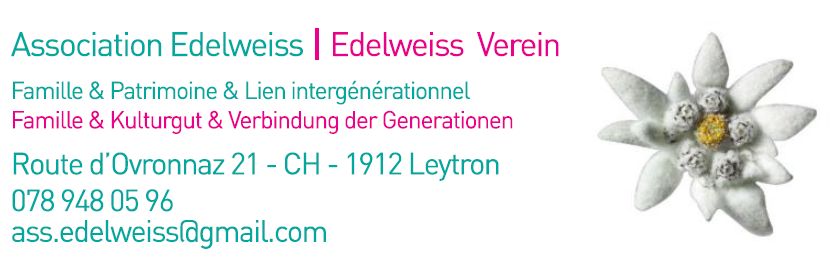 Association Edelweiss | Edelweiss Verein
Famille & Patrimoine & Lien intergénérationnel
Famille & Kulturgut & Verbindung der Generationen
Route d'Ovronnaz 21 - CH - 1912 Leytron
078 948 05 96
ass.edelweiss@gmail.com